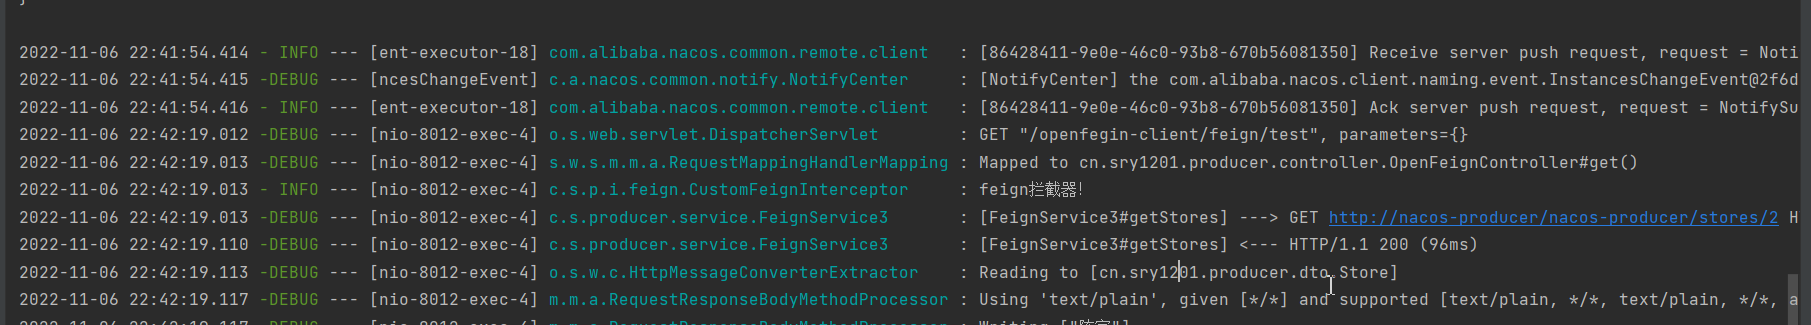 2022-11-06 22:41:54.414 - INFO --- [ent-executor-18] com.alibaba.nacos.common.remote.client : [86428411-9e0e-46c0-93b8-670b56081350] Receive server push request, request = Noti
2022-11-06 22:41:54.415 -DEBUG --- [ncesChangeEvent] c.a.nacos.common.notify.NotifyCenter : [NotifyCenter] the com.alibaba.nacos.client.naming.event.InstancesChangeEvent@2f6d
2022-11-06 22:41:54.416 - INFO --- [ent-executor-18] com.alibaba.nacos.common.remote.client : [86428411-9e0e-46c0-93b8-670b56081350] Ack server push request, request = NotifySu
2022-11-06 22:42:19.012 -DEBUG --- [nio-8012-exec-4] o.s.web.servlet.DispatcherServlet : GET "/openfegin-client/feign/test", parameters={}
2022-11-06 22:42:19.013 -DEBUG --- [nio-8012-exec-4] s.w.s.m.m.a.RequestMappingHandlerMapping : Mapped to cn.sry1201.producer.controller.OpenFeignController#get()
2022-11-06 22:42:19.013 - INFO --- [nio-8012-exec-4] c.s.p.i.feign.CustomFeignInterceptor : feign拦截器!
2022-11-06 22:42:19.013 -DEBUG --- [nio-8012-exec-4] c.s.producer.service.FeignService3 : [FeignService3#getStores] ---> GET http://nacos-producer/nacos-producer/stores/2 H
2022-11-06 22:42:19.110 -DEBUG --- [nio-8012-exec-4] c.s.producer.service.FeignService3 : [FeignService3#getStores] <--- HTTP/1.1 200 (96ms)
2022-11-06 22:42:19.113 -DEBUG --- [nio-8012-exec-4] o.s.w.c.HttpMessageConverterExtractor : Reading to [cn.sry1201.producer.dto.Store]
2022-11-06 22:42:19.117 -DEBUG --- [nio-8012-exec-4] m.m.a.RequestResponseBodyMethodProcessor : Using 'text/plain', given [*/*] and supported [text/plain, */*, text/plain, */*, a